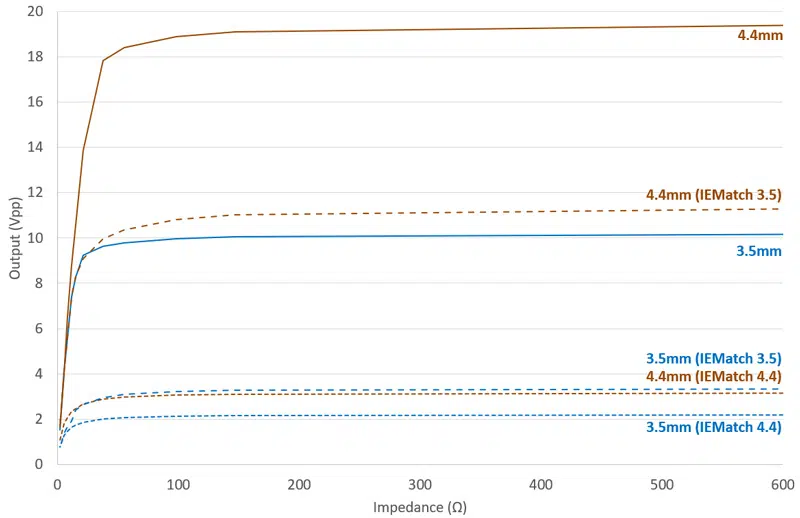 20
18
16
14
12
10
8
6
4
2
0
Output (Vpp)
4.4mm
4.4mm (IEMatch 3.5)
3.5mm
3.5mm (IEMatch 3.5)
4.4mm (IEMatch 4.4)
3.5mm (IEMatch 4.4)
0 100 200 300 400 500 600
Impedance (Ω)